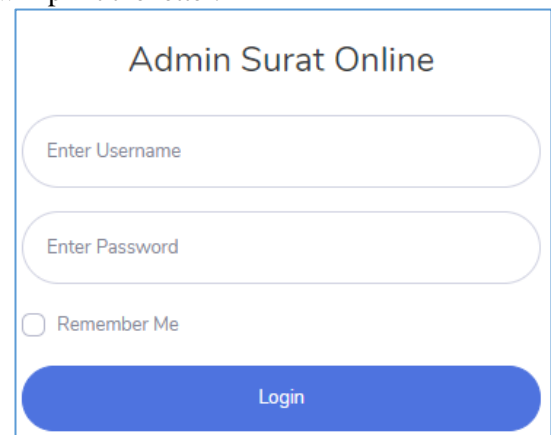 Admin Surat Online
Enter Username
Enter Password
Remember Me
Login